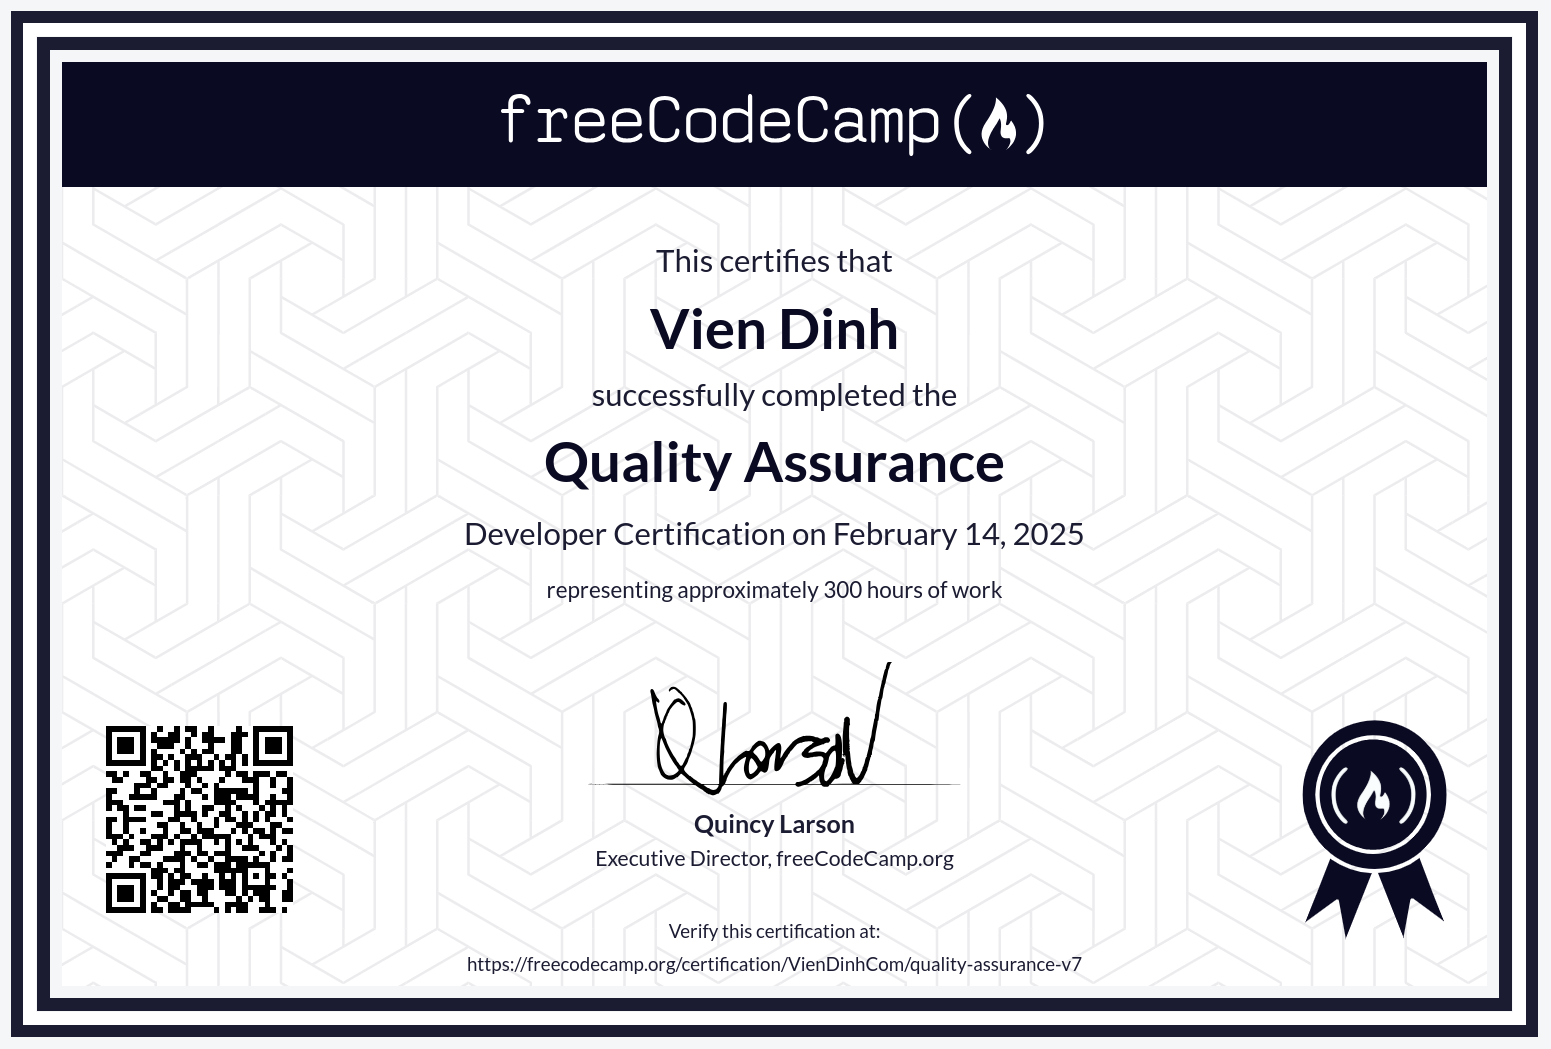 freeCodeCamp
This certifies that
Vien Dinh
successfully completed the
Quality Assurance
Developer Certification on February 14, 2025
representing approximately 300 hours of work
Quincy Larson
Executive Director, freeCodeCamp.org
Verify this certification at:
https://freecodecamp.org/certification/VienDinhCom/quality-assurance-v7